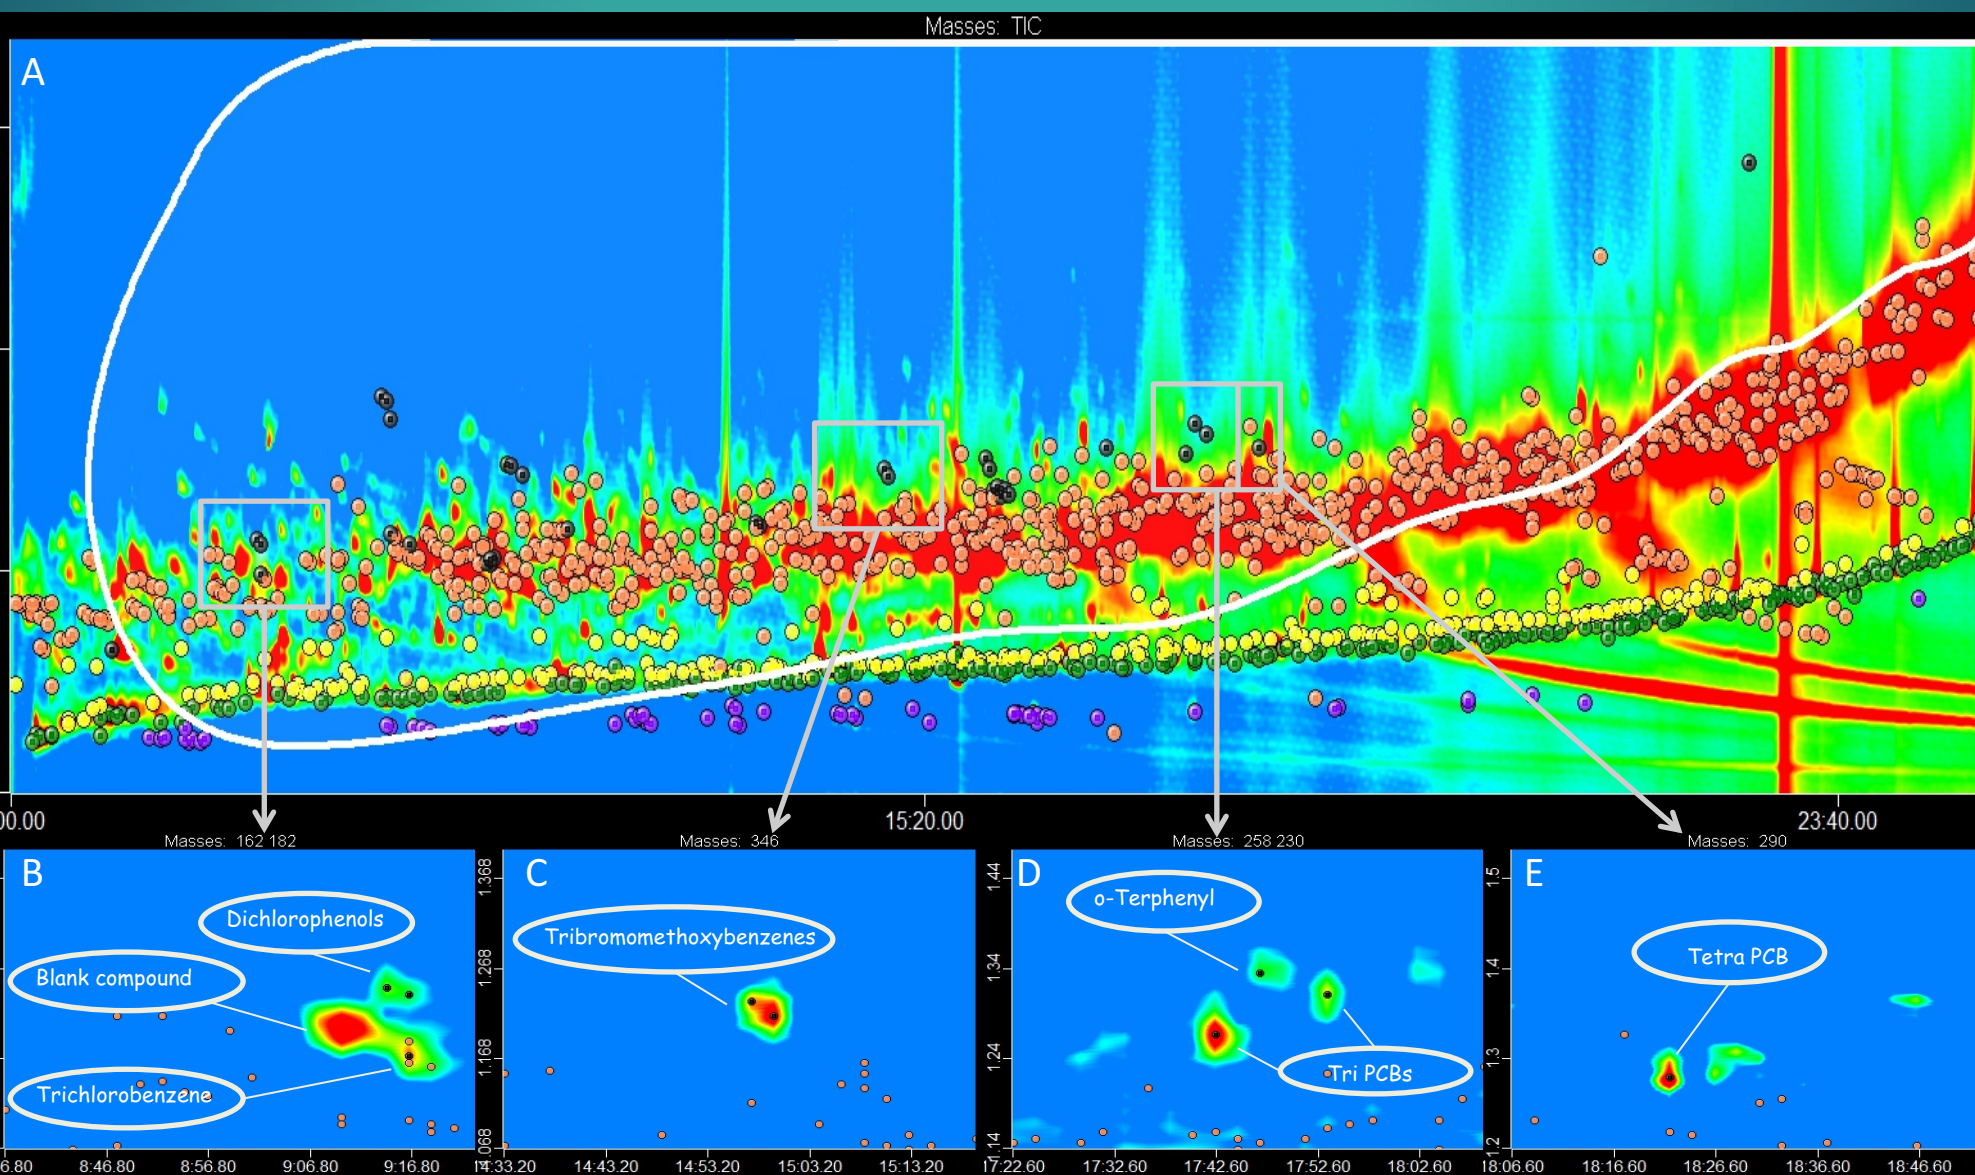 Masses: TIC
A
00.00
15:20.00
23:40.00
Masses: 162 182
Masses: 346
Masses: 258 230
Masses: 290
B
Dichlorophenols
Blank compound
Trichlorobenzene
1.368
1.268
1.168
1.068
6.80
8:46.80
8:56.80
9:06.80
9:16.80
C
Tribromomethoxybenzenes
14:33.20
14:43.20
14:53.20
15:03.20
15:13.20
D
o-Terphenyl
Tri PCBs
1.44
1.34
1.24
1.14
17:22.60
17:32.60
17:42.60
17:52.60
18:02.60
E
Tetra PCB
1.5
1.4
1.3
1.2
18:06.60
18:16.60
18:26.60
18:36.60
18:46.60